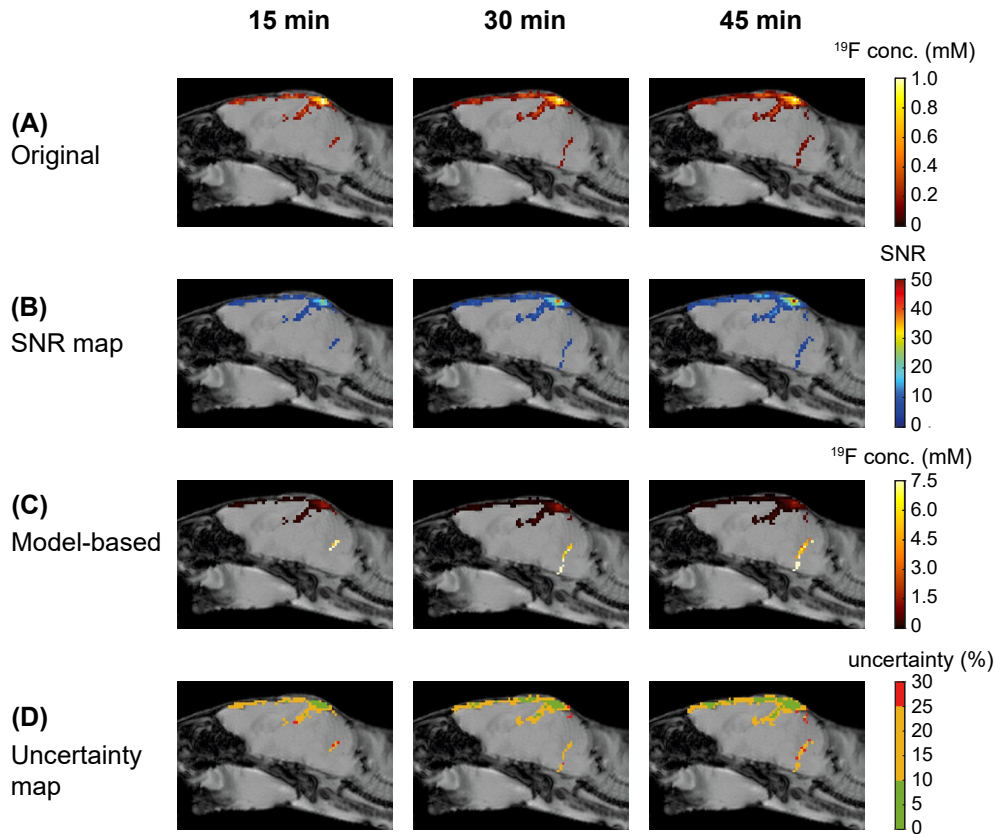 15 min 30 min 45 min
¹⁹F conc. (mM)
(A)
Original
1.0
0.8
0.6
0.4
0.2
0
SNR
(B)
SNR map
50
40
30
20
10
0
¹⁹F conc. (mM)
(C)
Model-based
7.5
6.0
4.5
3.0
1.5
0
uncertainty (%)
(D)
Uncertainty
map
30
25
20
15
10
5
0